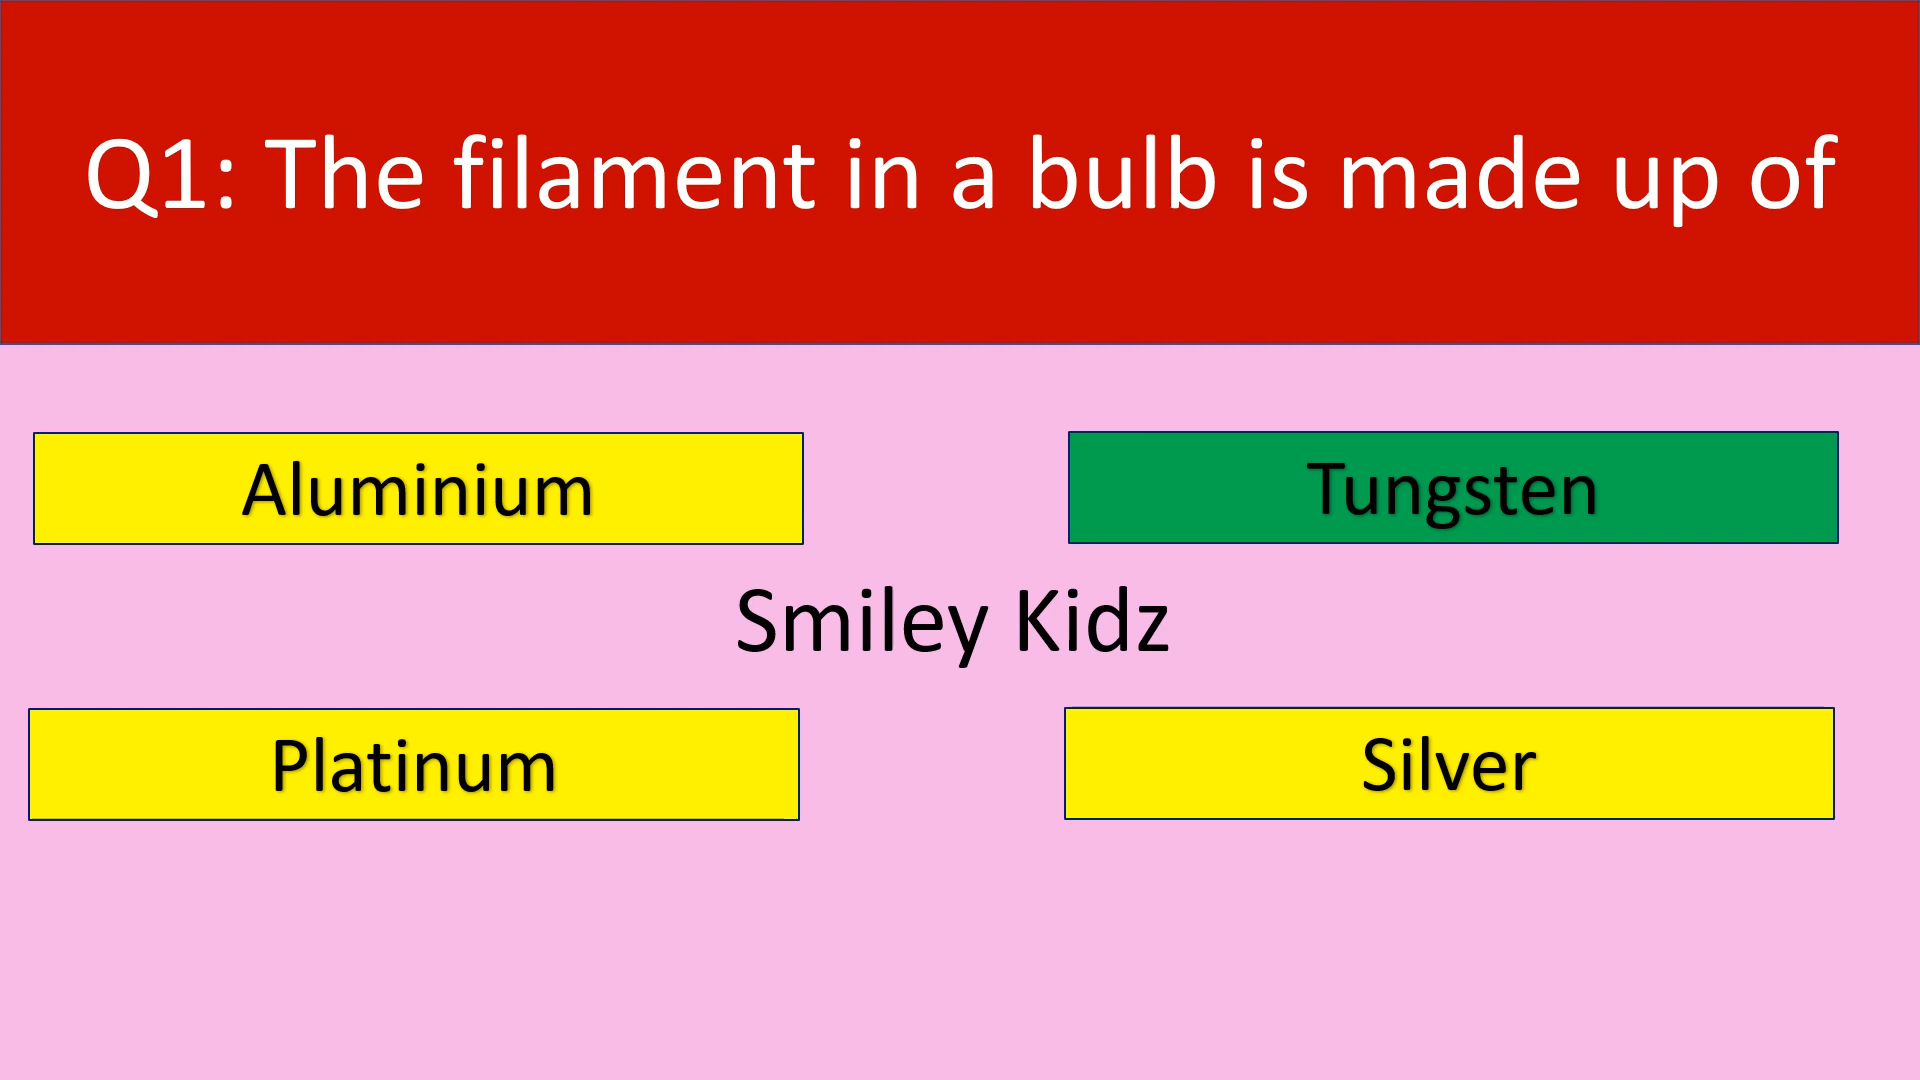 Q1: The filament in a bulb is made up of
Aluminium
Tungsten
Smiley Kidz
Platinum
Silver